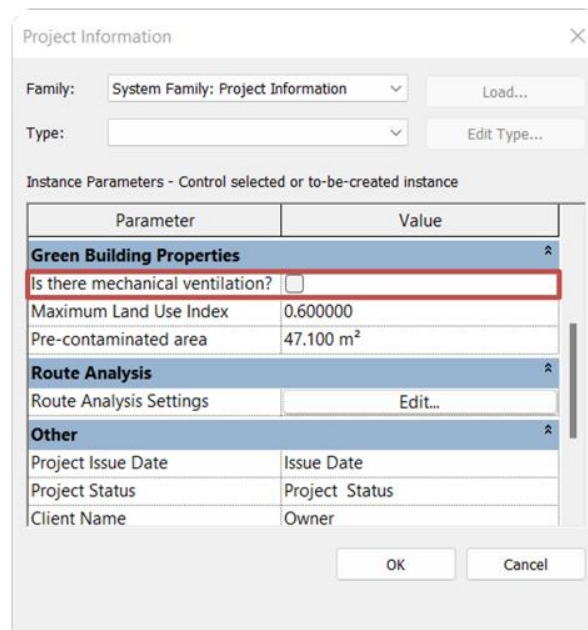 Project Information
Family: System Family: Project Information Load...
Type: Edit Type...
Instance Parameters - Control selected or to-be-created instance
Parameter Value
Green Building Properties
Is there mechanical ventilation?
Maximum Land Use Index 0.600000
Pre-contaminated area 47.100 m²
Route Analysis
Route Analysis Settings Edit...
Other
Project Issue Date Issue Date
Project Status Project Status
Client Name Owner
OK Cancel